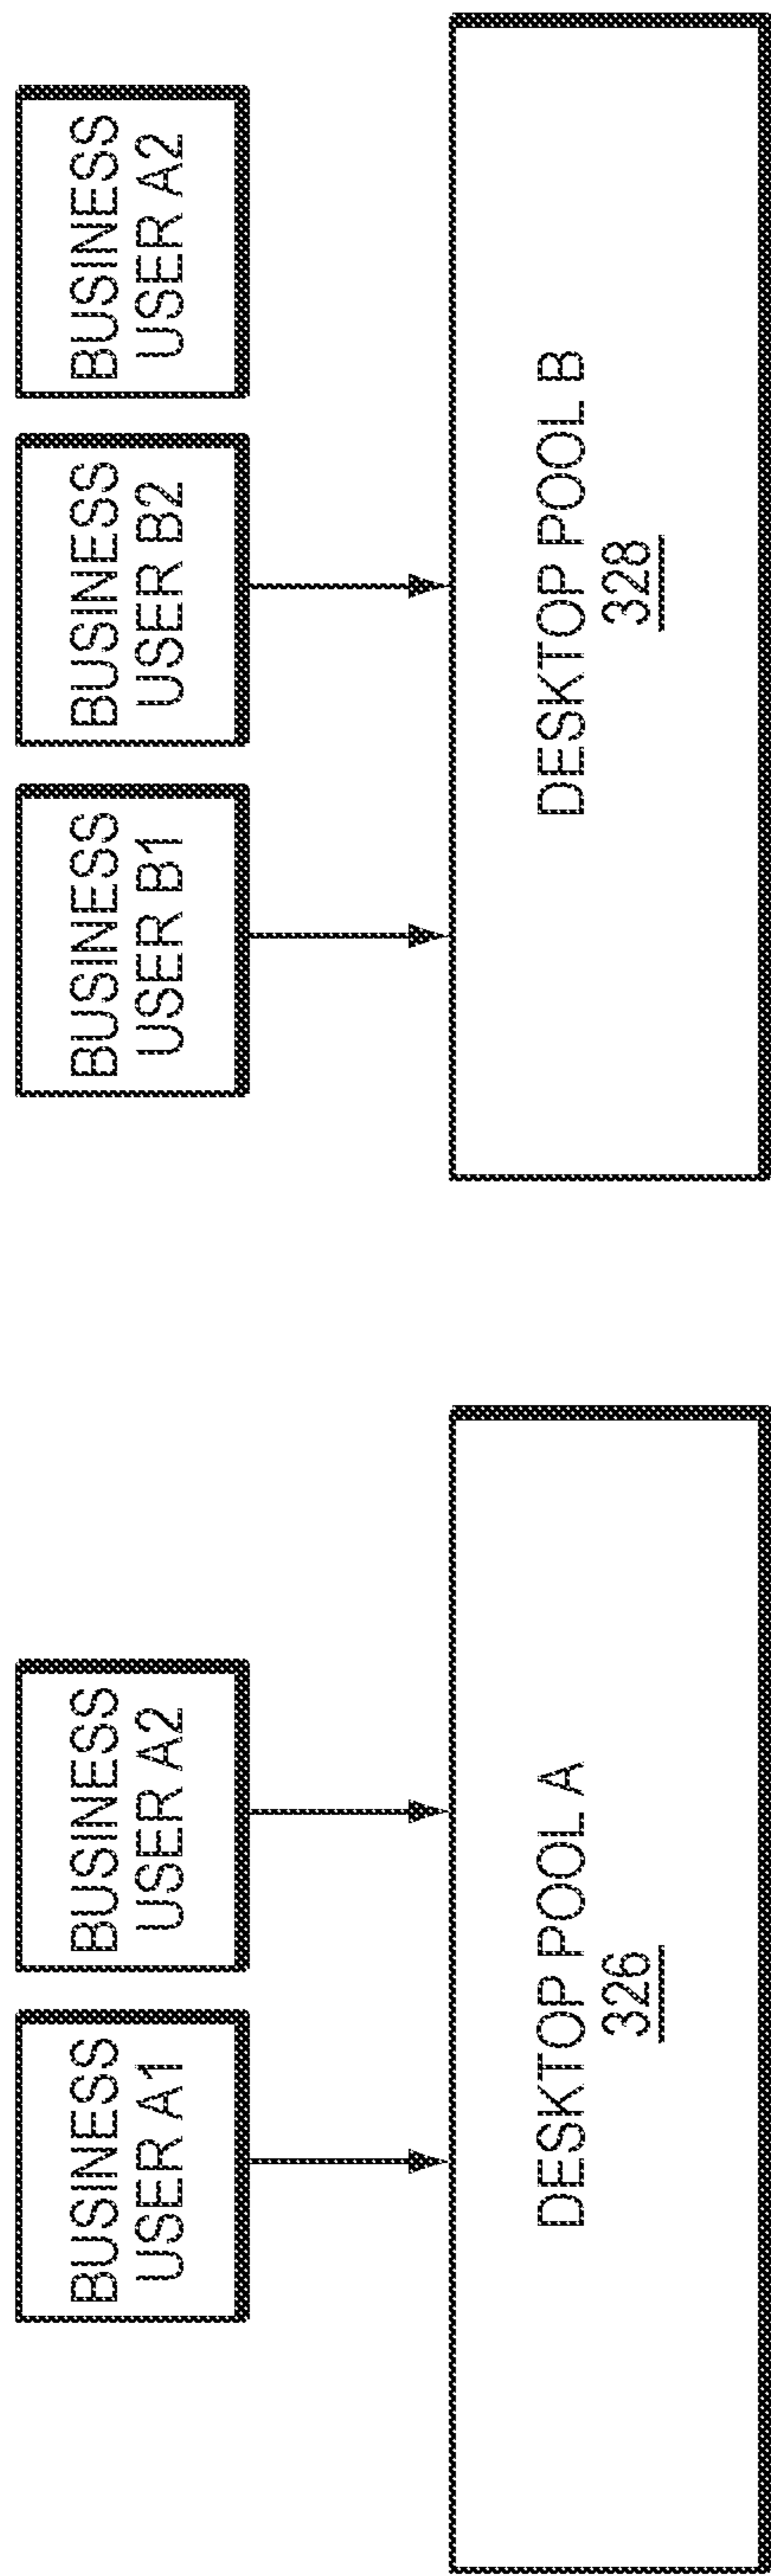 BUSINESS
USER A1
BUSINESS
USER A2
DESKTOP POOL A
326
BUSINESS
USER B1
BUSINESS
USER B2
BUSINESS
USER A2
DESKTOP POOL B
328